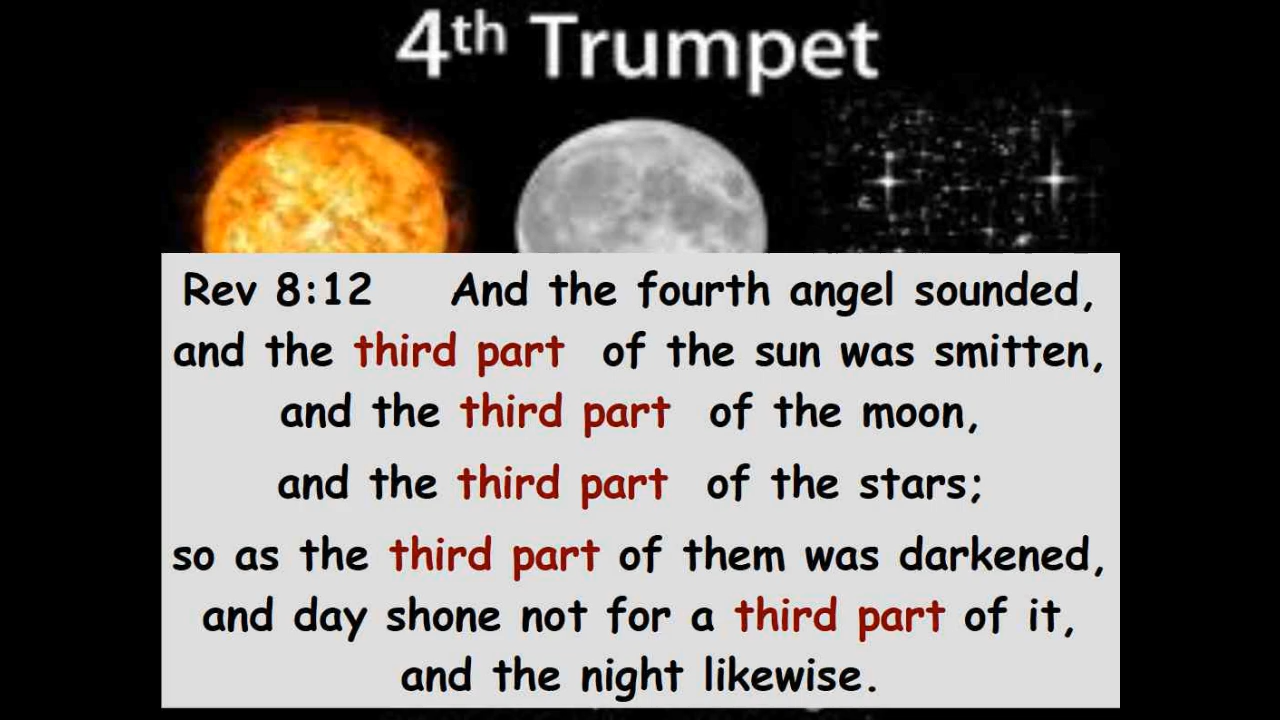 4th Trumpet
Rev 8:12 And the fourth angel sounded,
and the third part of the sun was smitten,
and the third part of the moon,
and the third part of the stars;
so as the third part of them was darkened,
and day shone not for a third part of it,
and the night likewise.